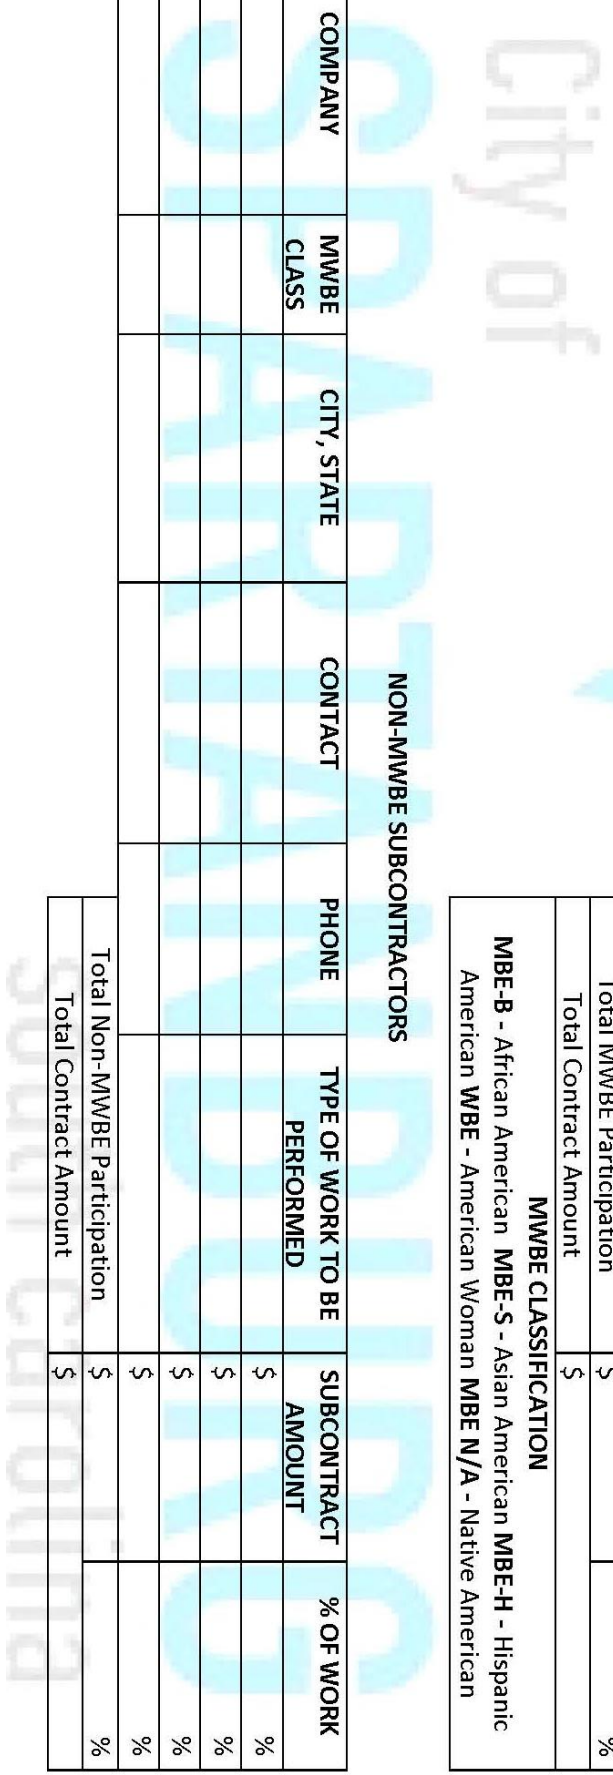 City of
SPARTANBURG
South Carolina
Total MWBE Participation $ %
Total Contract Amount $
MWBE CLASSIFICATION
MBE-B - African American MBE-S - Asian American MBE-H - Hispanic
American WBE - American Woman MBE N/A - Native American
NON-MWBE SUBCONTRACTORS
COMPANY MWBE CLASS CITY, STATE CONTACT PHONE TYPE OF WORK TO BE PERFORMED SUBCONTRACT AMOUNT % OF WORK
$ %
$ %
$ %
$ %
Total Non-MWBE Participation $ %
Total Contract Amount $